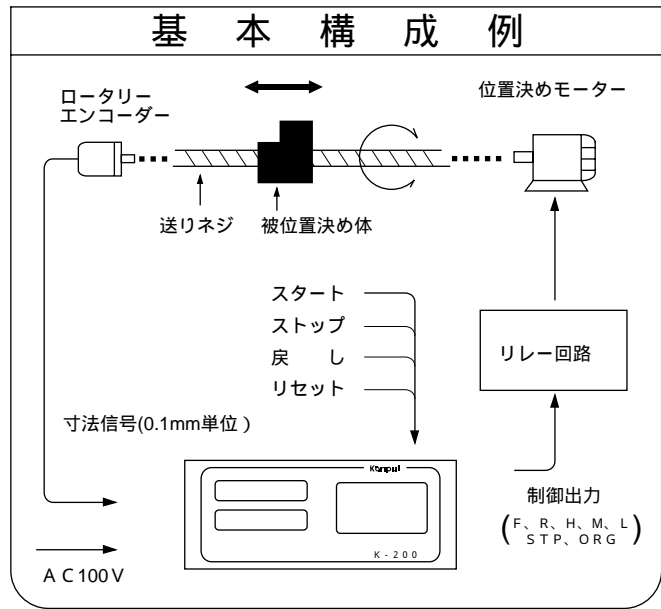 基本構成例
ロータリー
エンコーダー
位置決めモーター
送りネジ
被位置決め体
スタート
ストップ
戻し
リセット
リレー回路
寸法信号(0.1mm単位)
Kanpul
制御出力
(F、R、H、M、L
STP、ORG)
K-200
AC100V